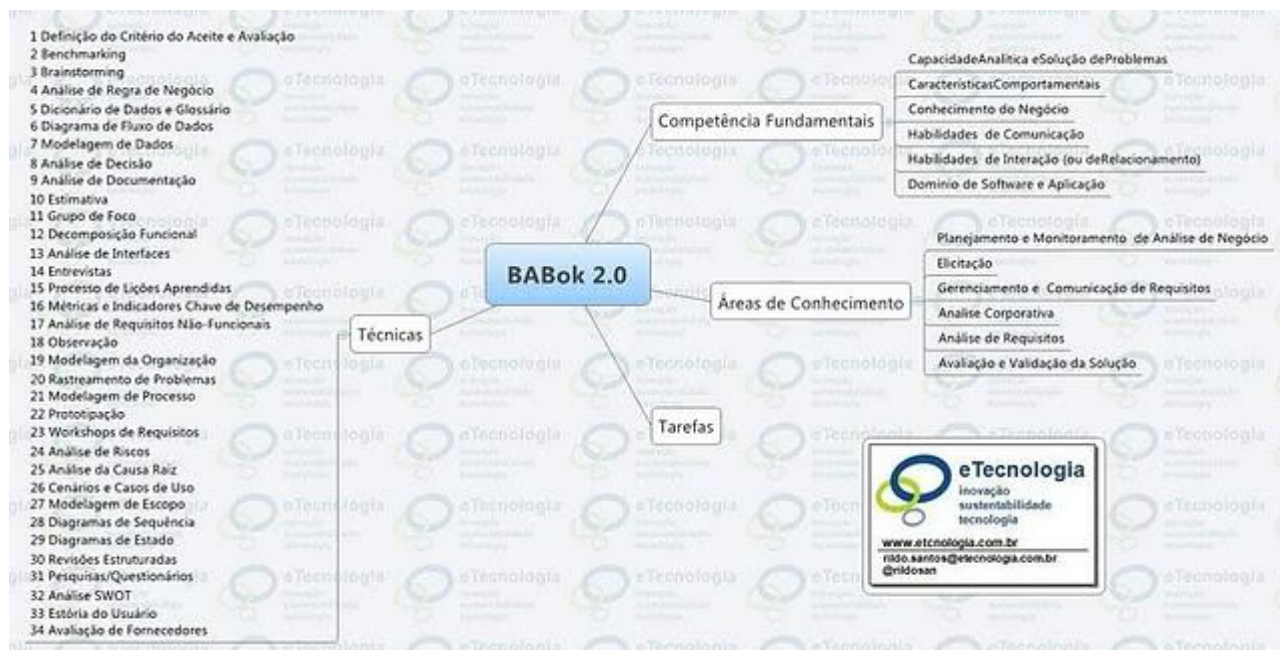 1 Definição do Critério do Aceite e Avaliação
2 Benchmarking
3 Brainstorming
4 Análise de Regra de Negócio
5 Dicionário de Dados e Glossário
6 Diagrama de Fluxo de Dados
7 Modelagem de Dados
8 Análise de Decisão
9 Análise de Documentação
10 Estimativa
11 Grupo de Foco
12 Decomposição Funcional
13 Análise de Interfaces
14 Entrevistas
15 Processo de Lições Aprendidas
16 Métricas e Indicadores Chave de Desempenho
17 Análise de Requisitos Não-Funcionais
18 Observação
19 Modelagem da Organização
20 Rastreamento de Problemas
21 Modelagem de Processo
22 Prototipação
23 Workshops de Requisitos
24 Análise de Riscos
25 Análise da Causa Raiz
26 Cenários e Casos de Uso
27 Modelagem de Escopo
28 Diagramas de Sequência
29 Diagramas de Estado
30 Revisões Estruturadas
31 Pesquisas/Questionários
32 Análise SWOT
33 Estória do Usuário
34 Avaliação de Fornecedores
Técnicas
BABok 2.0
Competência Fundamentais
CapacidadeAnalítica eSolução deProblemas
CaracterísticasComportamentais
Conhecimento do Negócio
Habilidades de Comunicação
Habilidades de Interação (ou deRelacionamento)
Domínio de Software e Aplicação
Áreas de Conhecimento
Planejamento e Monitoramento de Análise de Negócio
Elicitação
Gerenciamento e Comunicação de Requisitos
Analise Corporativa
Análise de Requisitos
Avaliação e Validação da Solução
Tarefas
eTecnologia
inovação
sustentabilidade
tecnologia
www.etcnologia.com.br
rildo.santos@etecnologia.com.br
@rildosan